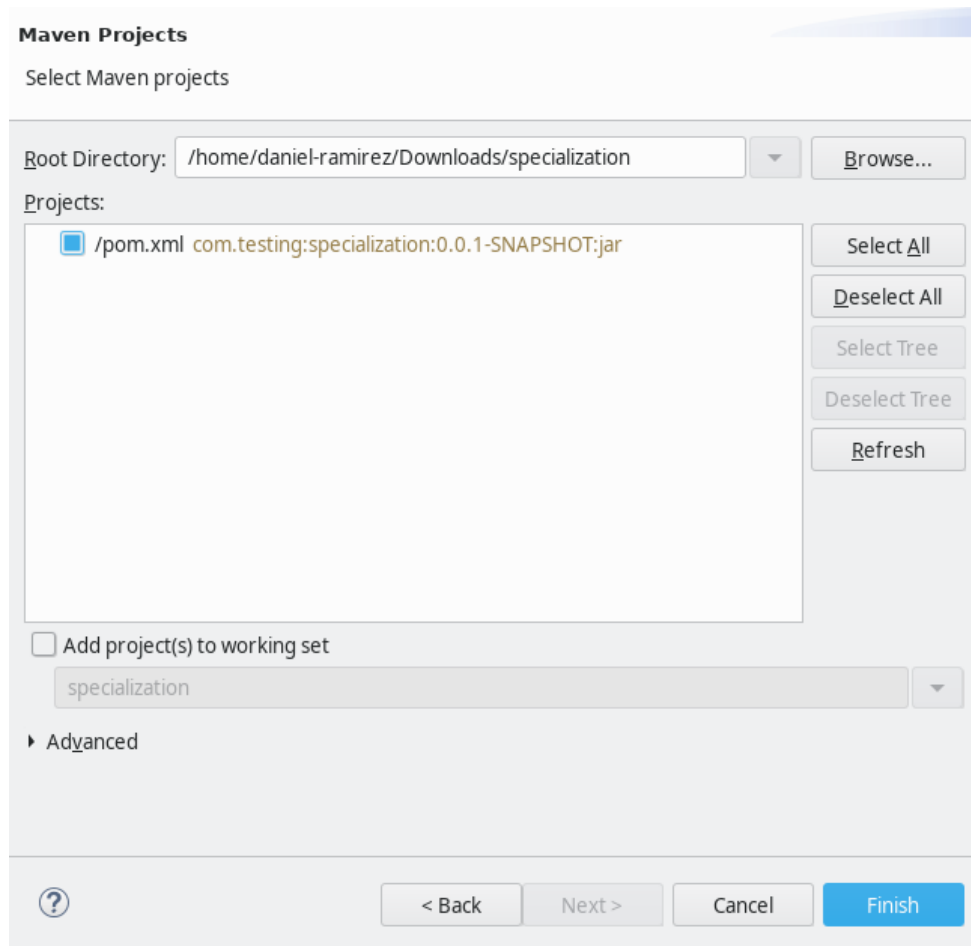 Maven Projects
Select Maven projects
Root Directory: /home/daniel-ramirez/Downloads/specialization Browse...
Projects:
/pom.xml com.testing:specialization:0.0.1-SNAPSHOT:jar
Select All
Deselect All
Select Tree
Deselect Tree
Refresh
Add project(s) to working set
specialization
Advanced
? < Back Next > Cancel Finish